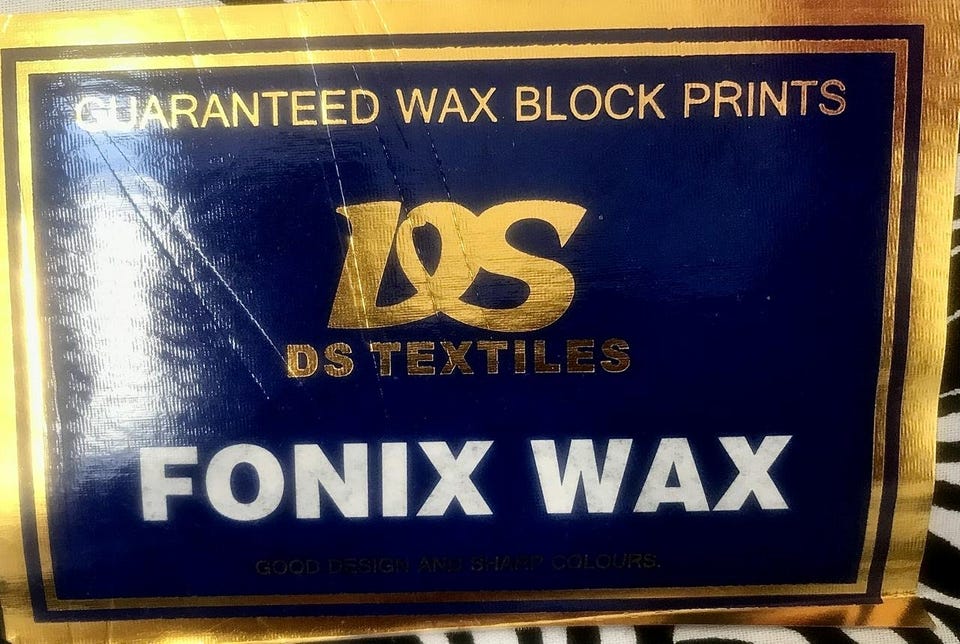 GUARANTEED WAX BLOCK PRINTS
DS
DS TEXTILES
FONIX WAX
GOOD DESIGN AND SHARP COLOURS.